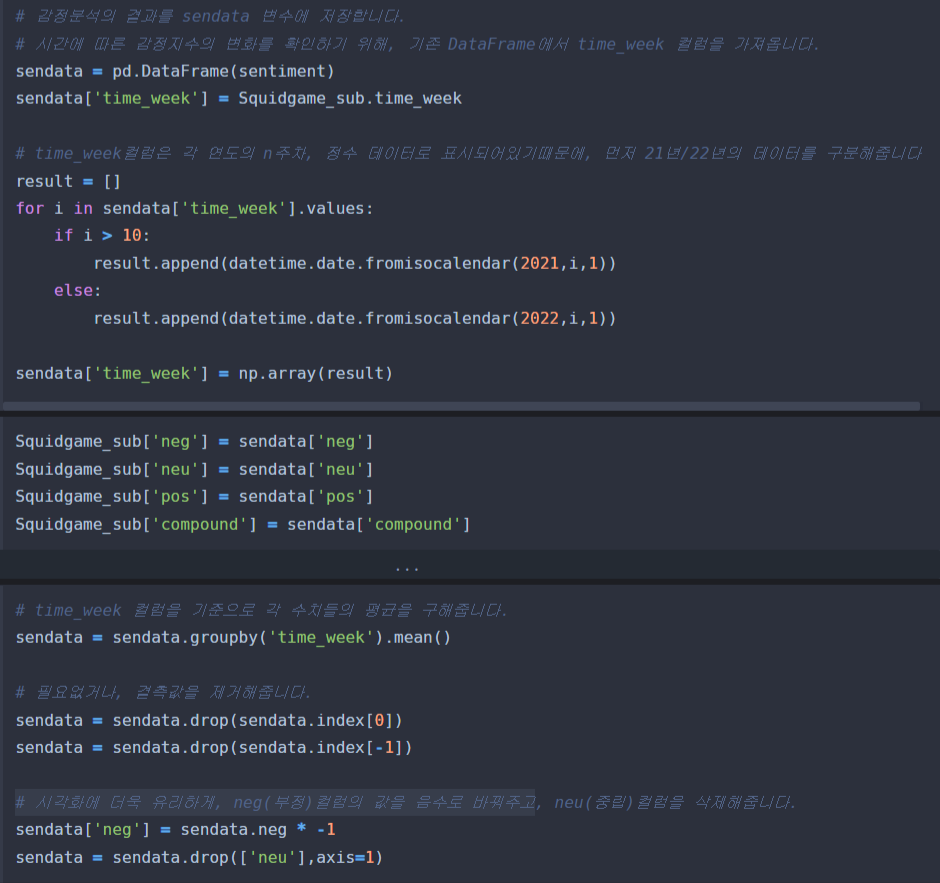 # 감정분석의 결과를 sendata 변수에 저장합니다.
# 시간에 따른 감정지수의 변화를 확인하기 위해, 기존 DataFrame에서 time_week 컬럼을 가져옵니다.
sendata = pd.DataFrame(sentiment)
sendata['time_week'] = Squidgame_sub.time_week
# time_week컬럼은 각 연도의 n주차, 정수 데이터로 표시되어있기때문에, 먼저 21년/22년의 데이터를 구분해줍니다
result = []
for i in sendata['time_week'].values:
    if i > 10:
        result.append(datetime.date.fromisocalendar(2021,i,1))
    else:
        result.append(datetime.date.fromisocalendar(2022,i,1))
sendata['time_week'] = np.array(result)
Squidgame_sub['neg'] = sendata['neg']
Squidgame_sub['neu'] = sendata['neu']
Squidgame_sub['pos'] = sendata['pos']
Squidgame_sub['compound'] = sendata['compound']
...
# time_week 컬럼을 기준으로 각 수치들의 평균을 구해줍니다.
sendata = sendata.groupby('time_week').mean()
# 필요없거나, 결측값을 제거해줍니다.
sendata = sendata.drop(sendata.index[0])
sendata = sendata.drop(sendata.index[-1])
# 시각화에 더욱 유리하게, neg(부정)컬럼의 값을 음수로 바꿔주고, neu(중립)컬럼을 삭제해줍니다.
sendata['neg'] = sendata.neg * -1
sendata = sendata.drop(['neu'],axis=1)